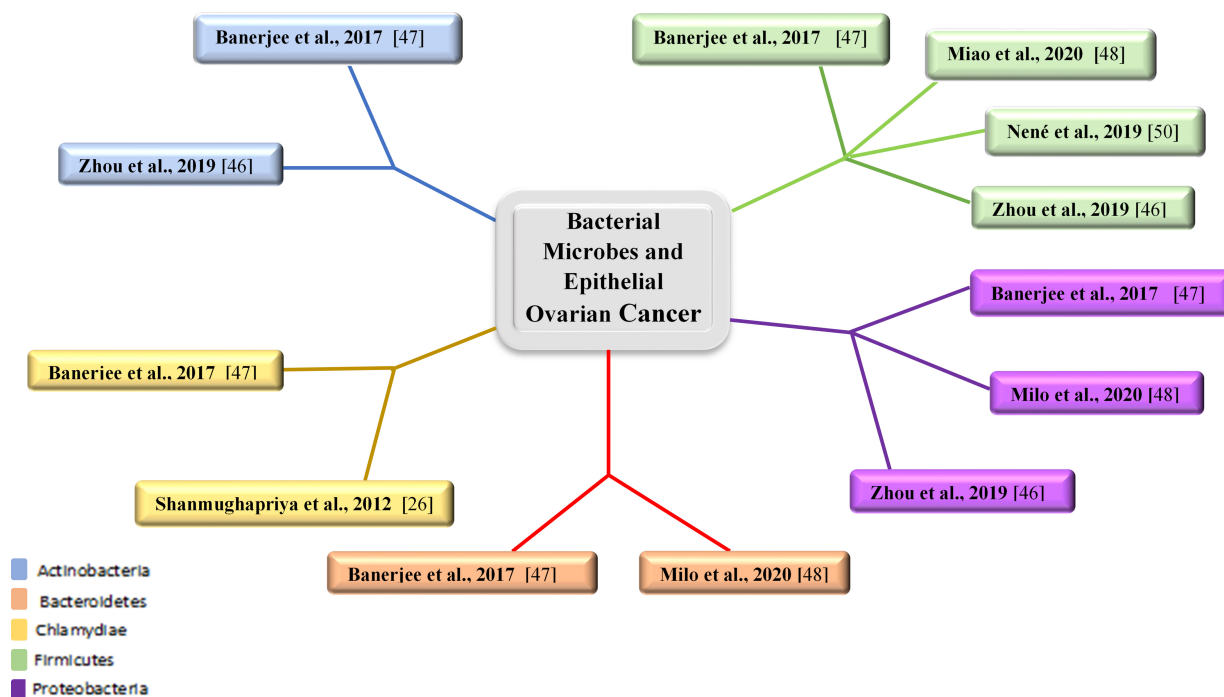 Banerjee et al., 2017 [47]
Banerjee et al., 2017 [47]
Miao et al., 2020 [48]
Zhou et al., 2019 [46]
Nené et al., 2019 [50]
Zhou et al., 2019 [46]
Bacterial
Microbes and
Epithelial
Ovarian Cancer
Banerjee et al., 2017 [47]
Baneriee et al., 2017 [47]
Milo et al., 2020 [48]
Shanmughapriya et al., 2012 [26]
Zhou et al., 2019 [46]
Banerjee et al., 2017 [47]
Milo et al., 2020 [48]
Actinobacteria
Bacteroidetes
Chlamydiae
Firmicutes
Proteobacteria